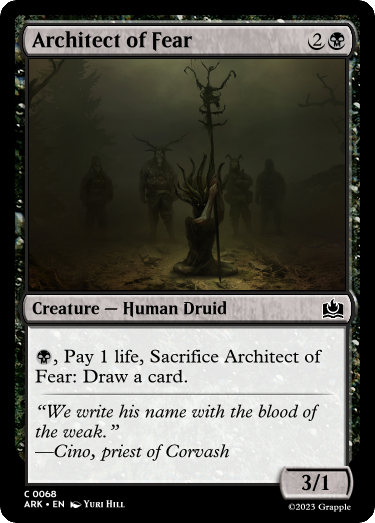 Architect of Fear 2
Creature — Human Druid
, Pay 1 life, Sacrifice Architect of
Fear: Draw a card.
“We write his name with the blood of
the weak.”
—Gino, priest of Corvash
3/1
C 0068
ARK • EN Yuri Hill
©2023 Grapple